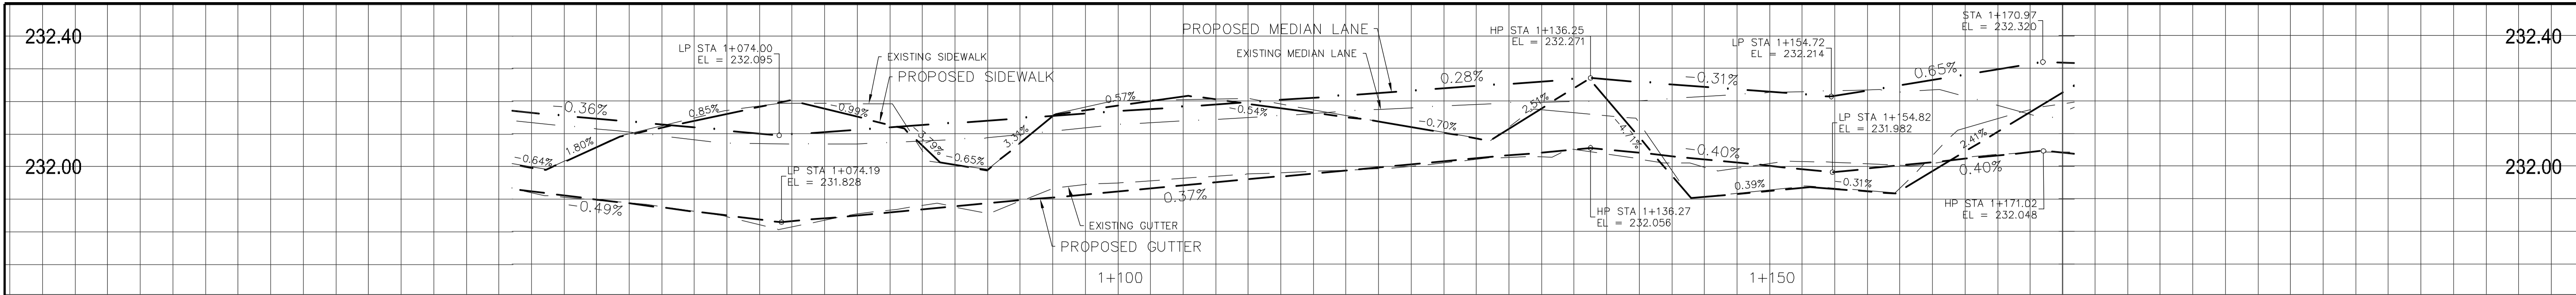 232.40
232.00
LP STA 1+074.00
EL = 232.095
EXISTING SIDEWALK
PROPOSED SIDEWALK
PROPOSED MEDIAN LANE
EXISTING MEDIAN LANE
HP STA 1+136.25
EL = 232.271
LP STA 1+154.72
EL = 232.214
STA 1+170.97
EL = 232.320
232.40
232.00
-0.36%
0.85%
-0.99%
0.57%
-0.54%
0.28%
-0.31%
0.65%
-0.64%
1.80%
-3.79%
-0.65%
3.31%
-0.70%
2.51%
-4.71%
LP STA 1+154.82
EL = 231.982
2.41%
-0.40%
0.40%
LP STA 1+074.19
EL = 231.828
-0.49%
0.37%
0.39%
-0.31%
EXISTING GUTTER
PROPOSED GUTTER
HP STA 1+136.27
EL = 232.056
HP STA 1+171.02
EL = 232.048
1+100
1+150